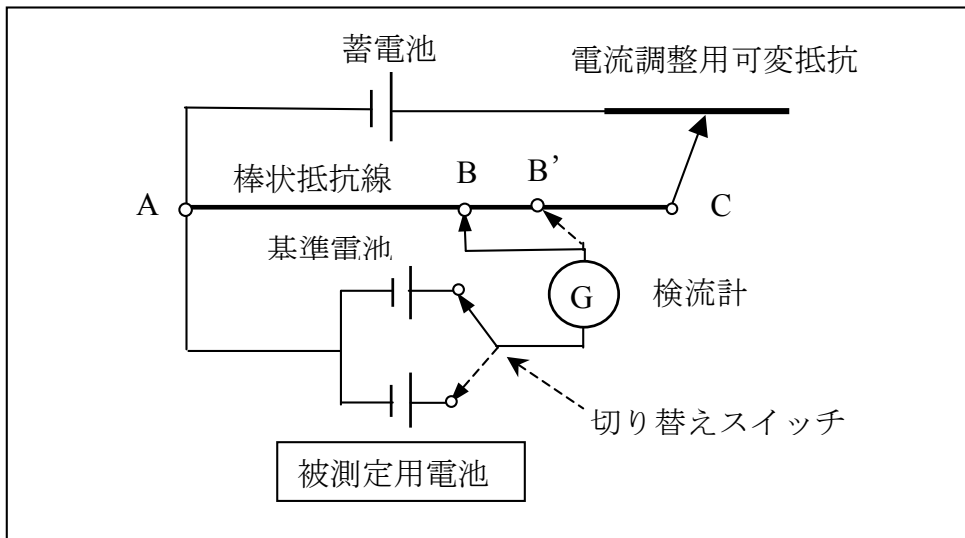 蓄電池
電流調整用可変抵抗
棒状抵抗線
B
B’
A
C
基準電池
G
検流計
切り替えスイッチ
被測定用電池